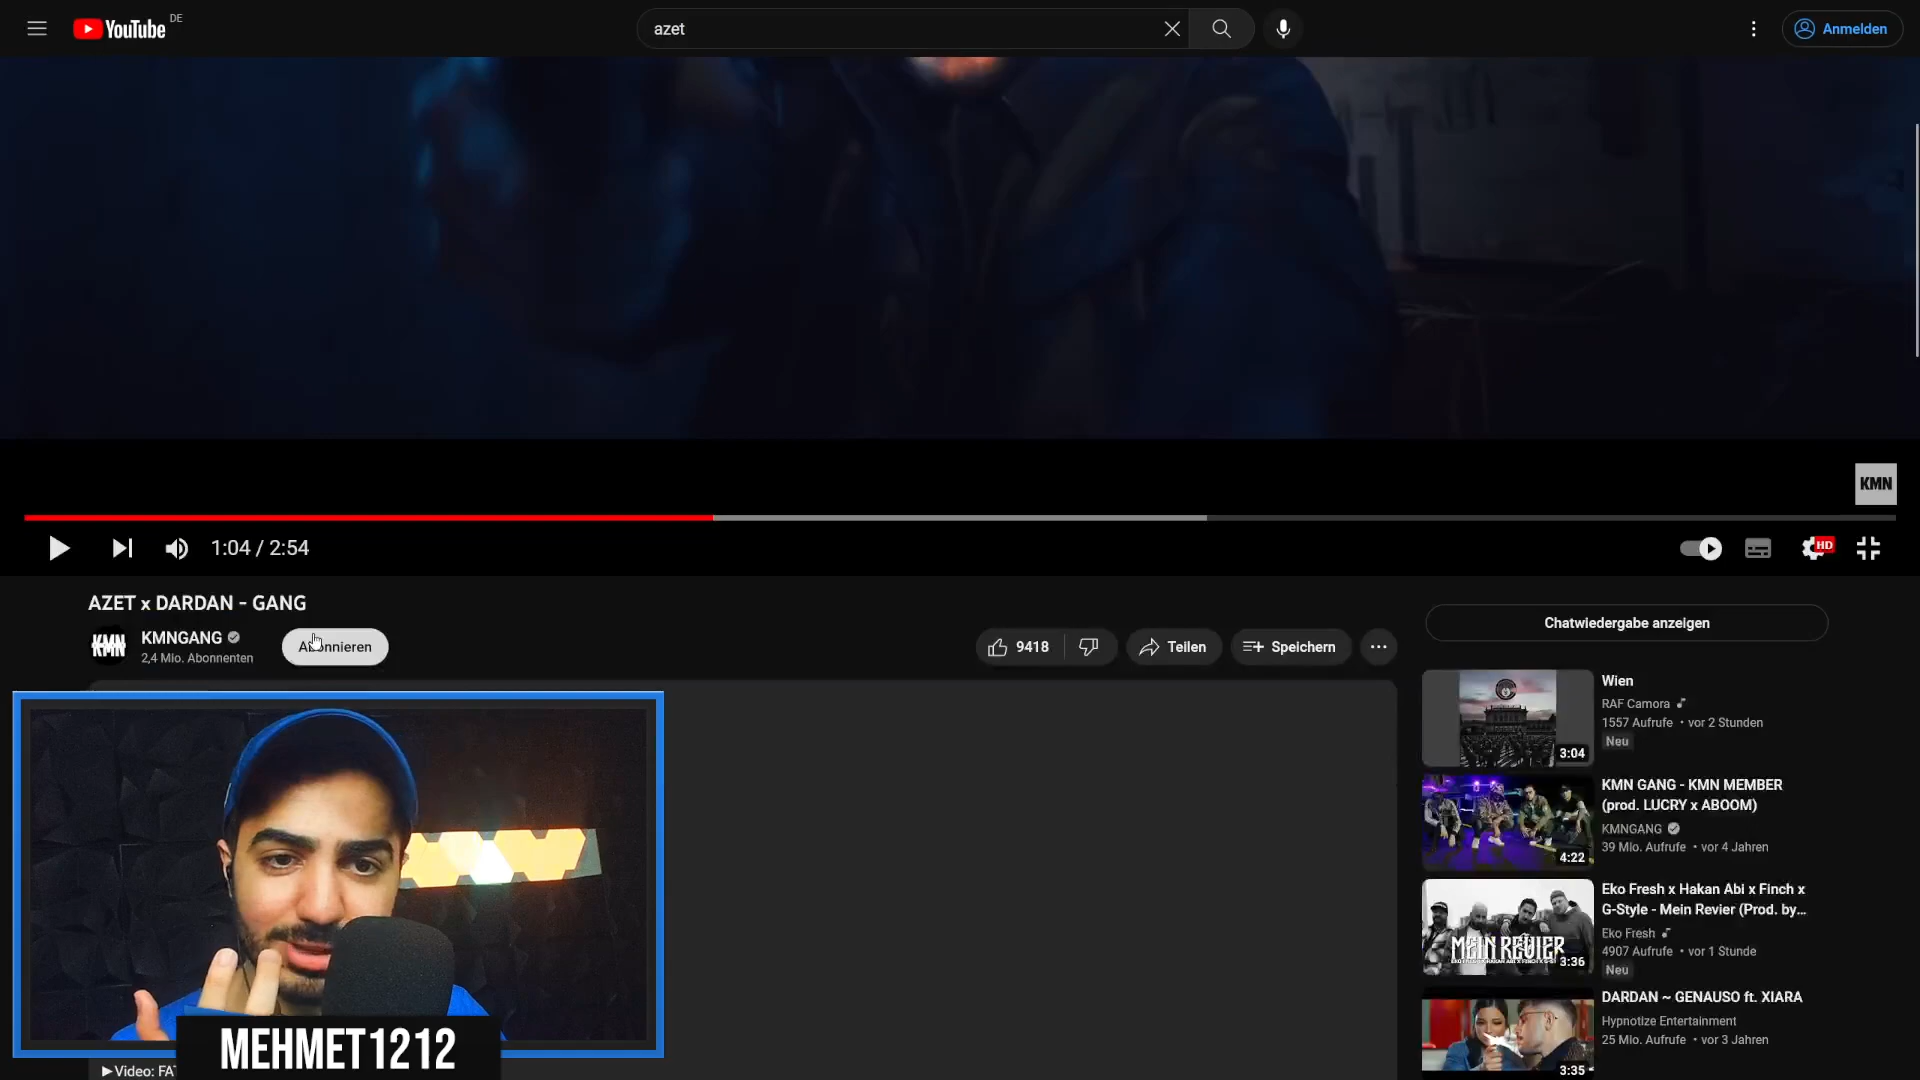 YouTube DE
azet
Anmelden
KMN
1:04 / 2:54
HD
AZET x DARDAN - GANG
KMN
KMNGANG
2,4 Mio. Abonnenten
Abonnieren
9418
Teilen
Speichern
Chatwiedergabe anzeigen
3:04
Wien
RAF Camora
1557 Aufrufe • vor 2 Stunden
Neu
4:22
KMN GANG - KMN MEMBER
(prod. LUCRY x ABOOM)
KMNGANG
39 Mio. Aufrufe • vor 4 Jahren
MEIN REVIER
3:36
Eko Fresh x Hakan Abi x Finch x
G-Style - Mein Revier (Prod. by...
Eko Fresh
4907 Aufrufe • vor 1 Stunde
Neu
3:35
DARDAN ~ GENAUSO ft. XIARA
Hypnotize Entertainment
25 Mio. Aufrufe • vor 3 Jahren
MEHMET1212
▶Video: FA